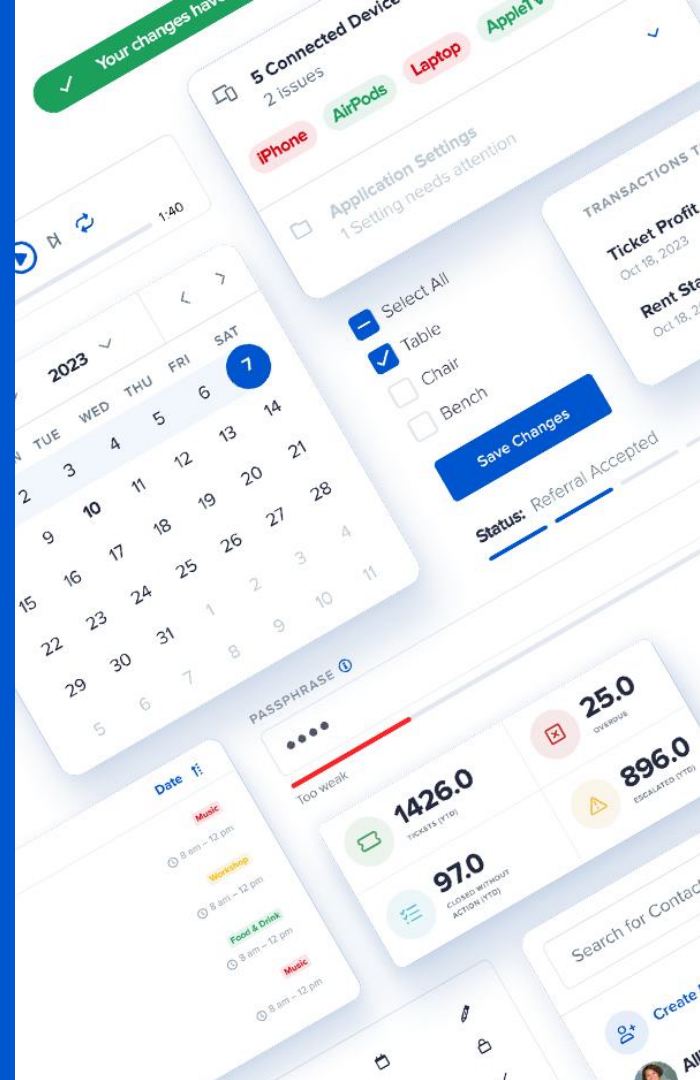 Your changes
5 Connected
2 issues
iPhone
AirPods
Laptop
Application Settings
1 Setting needs attention
1:40
TRANSACTIONS
Ticket Profit
Oct 18, 2023
Rent
Oct 18,
2023
TUE WED THU FRI SAT
2 3 4 5 6 7
9 10 11 12 13 14
15 16 17 18 19 20 21
22 23 24 25 26 27 28
29 30 31 1 2 3 4
5 6 7 8 9 10 11
Select All
Table
Chair
Bench
Save Changes
Status: Referral Accepted
PASSPHRASE
Too weak
1426.0
TICKETS (YTD)
25.0
OVERDUE
97.0
CLOSED WITHOUT
ACTION (YTD)
896.0
ESCALATED (YTD)
Date
Music
8 am – 12 pm
Workshop
8 am – 12 pm
Food & Drink
8 am – 12 pm
Music
8 am – 12 pm
Search for
Create